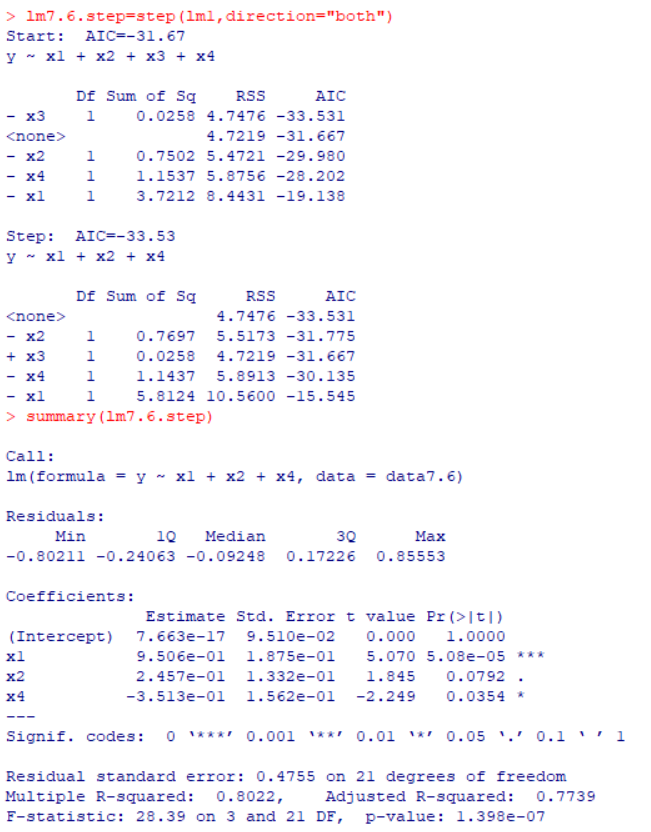 > lm7.6.step=step(lm1,direction="both")
Start:  AIC=-31.67
y ~ x1 + x2 + x3 + x4

       Df Sum of Sq    RSS     AIC
- x3    1    0.0258 4.7476 -33.531
<none>              4.7219 -31.667
- x2    1    0.7502 5.4721 -29.980
- x4    1    1.1537 5.8756 -28.202
- x1    1    3.7212 8.4431 -19.138

Step:  AIC=-33.53
y ~ x1 + x2 + x4

       Df Sum of Sq     RSS     AIC
<none>               4.7476 -33.531
- x2    1    0.7697  5.5173 -31.775
+ x3    1    0.0258  4.7219 -31.667
- x4    1    1.1437  5.8913 -30.135
- x1    1    5.8124 10.5600 -15.545
> summary(lm7.6.step)

Call:
lm(formula = y ~ x1 + x2 + x4, data = data7.6)

Residuals:
     Min       1Q   Median       3Q      Max
-0.80211 -0.24063 -0.09248  0.17226  0.85553

Coefficients:
              Estimate Std. Error t value Pr(>|t|)
(Intercept)  7.663e-17  9.510e-02   0.000   1.0000
x1           9.506e-01  1.875e-01   5.070 5.08e-05 ***
x2           2.457e-01  1.332e-01   1.845   0.0792 .
x4          -3.513e-01  1.562e-01  -2.249   0.0354 *
---
Signif. codes:  0 ‘***’ 0.001 ‘**’ 0.01 ‘*’ 0.05 ‘.’ 0.1 ‘ ’ 1

Residual standard error: 0.4755 on 21 degrees of freedom
Multiple R-squared:  0.8022,    Adjusted R-squared:  0.7739
F-statistic: 28.39 on 3 and 21 DF,  p-value: 1.398e-07